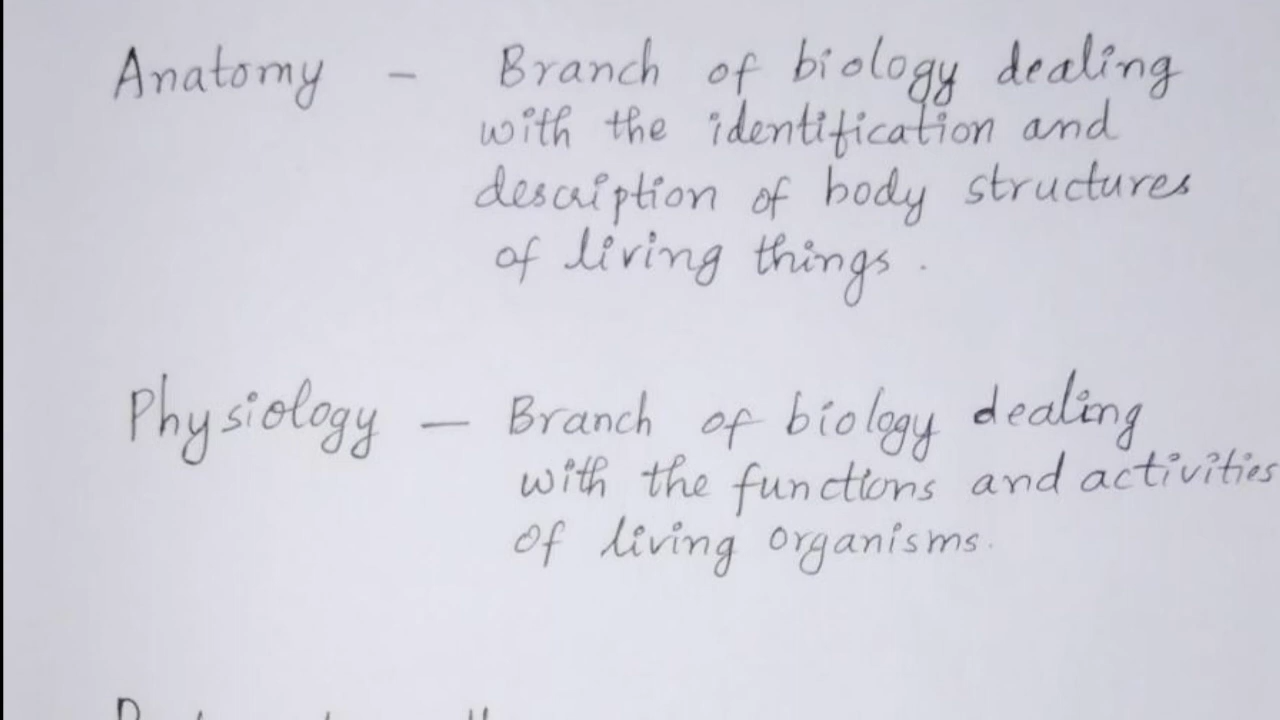 Anatomy - Branch of biology dealing
with the identification and
description of body structures
of living things.
Physiology — Branch of biology dealing
with the functions and activities
of living organisms.